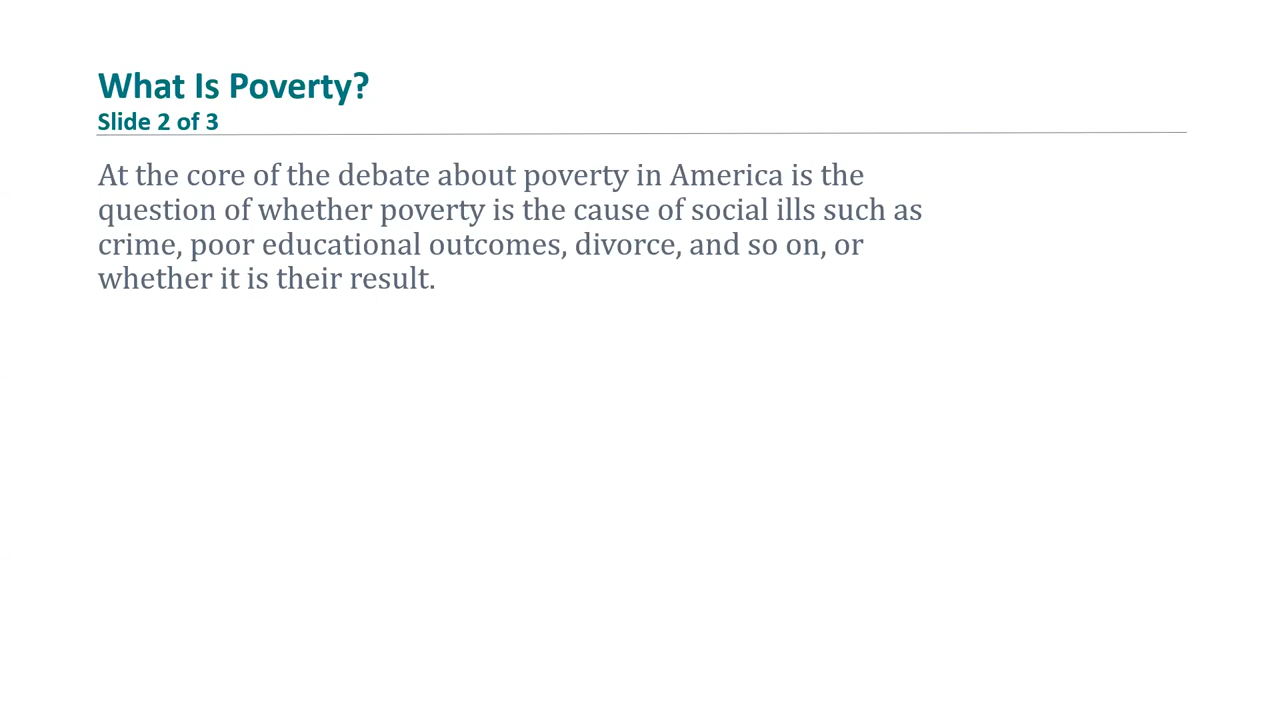 What Is Poverty?
Slide 2 of 3
At the core of the debate about poverty in America is the
question of whether poverty is the cause of social ills such as
crime, poor educational outcomes, divorce, and so on, or
whether it is their result.